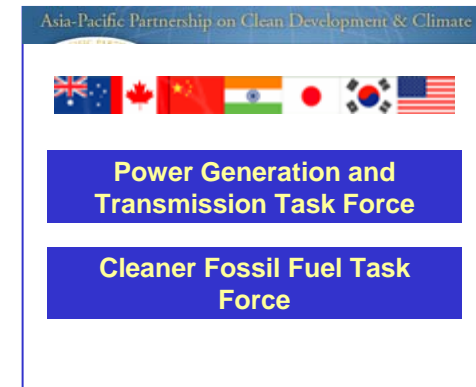 Asia-Pacific Partnership on Clean Development & Climate
Power Generation and
Transmission Task Force
Cleaner Fossil Fuel Task
Force